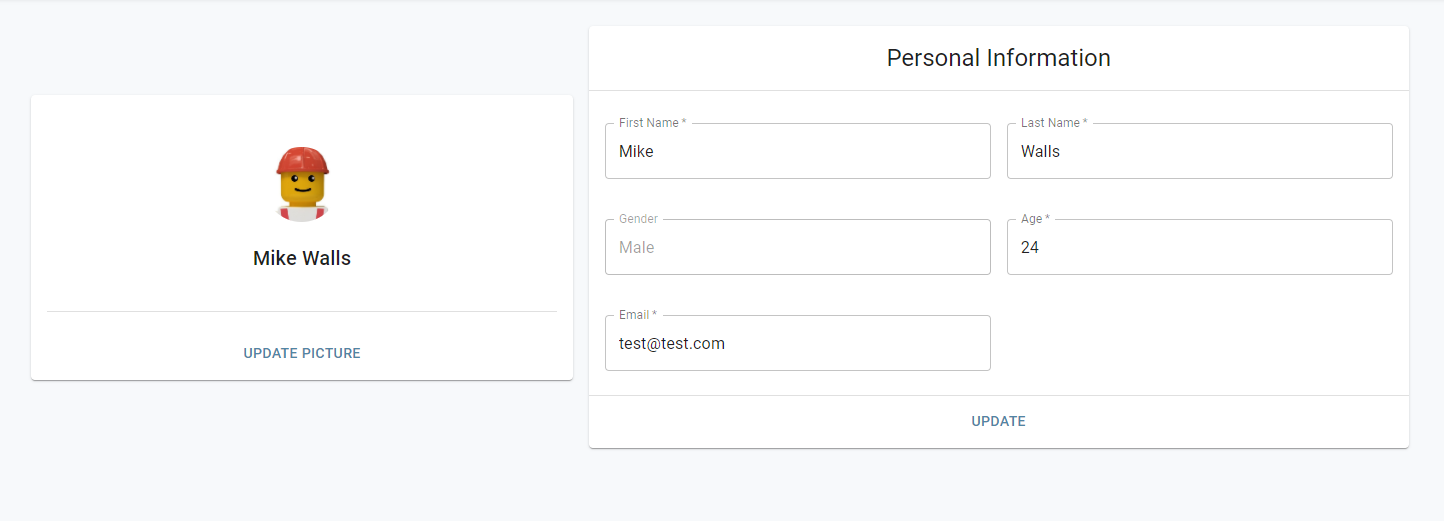 Personal Information
Mike Walls
UPDATE PICTURE
First Name *
Mike
Last Name *
Walls
Gender
Male
Age *
24
Email *
test@test.com
UPDATE